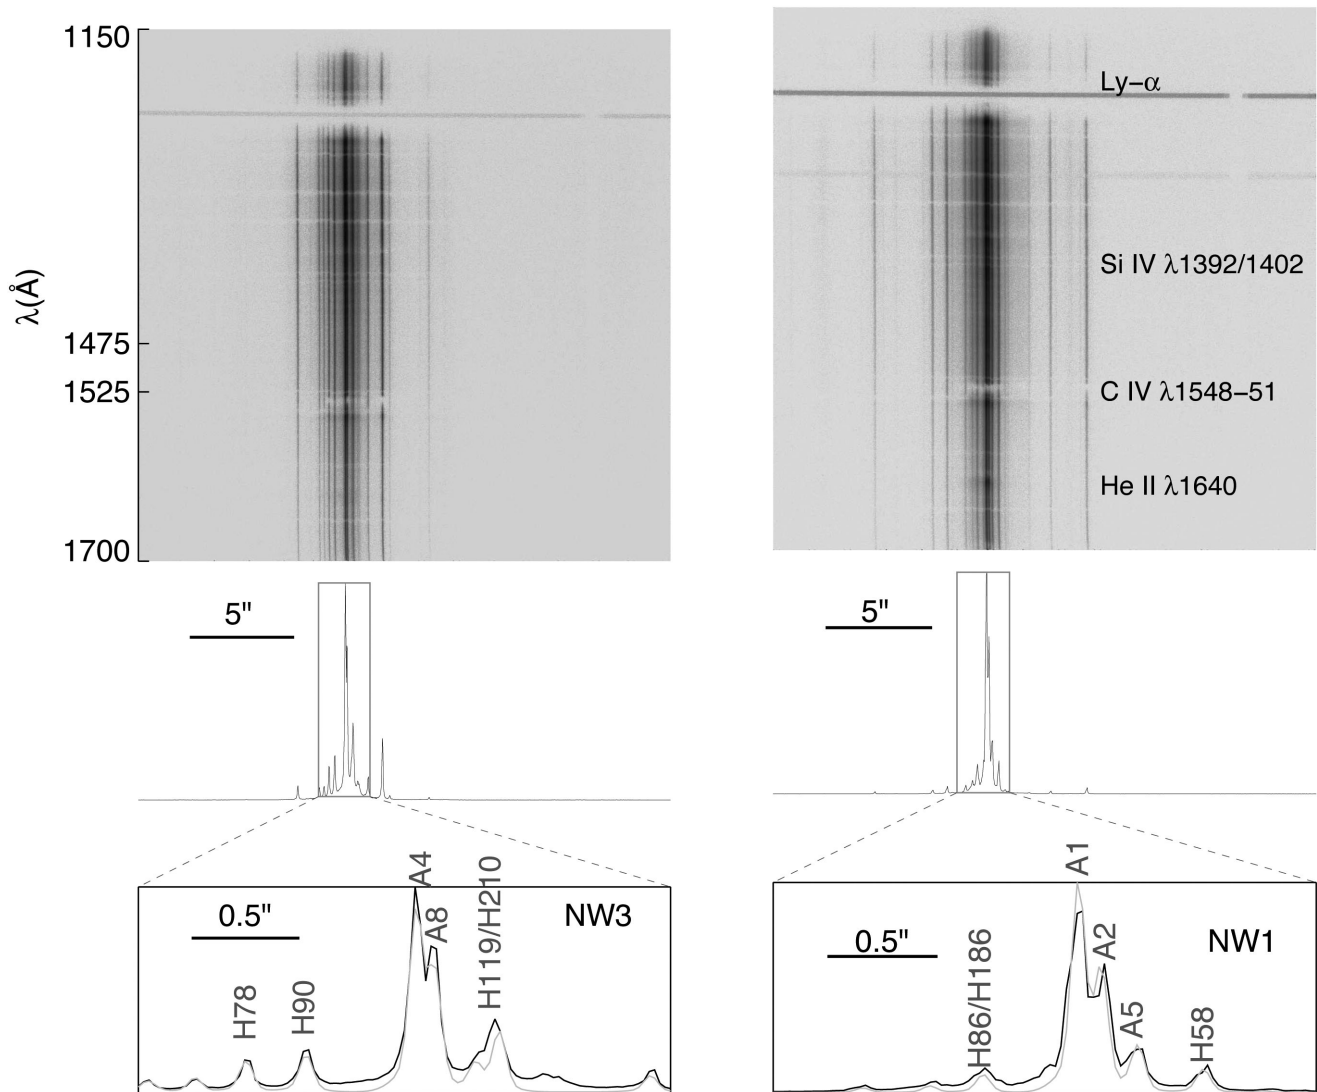 1150
Ly−α
λ(Å)
Si IV λ1392/1402
1475
1525
C IV λ1548−51
He II λ1640
1700
5"
5"
A4
A8
H119/H210
NW3
0.5"
H78
H90
A1
A2
NW1
0.5"
H86/H186
A5
H58